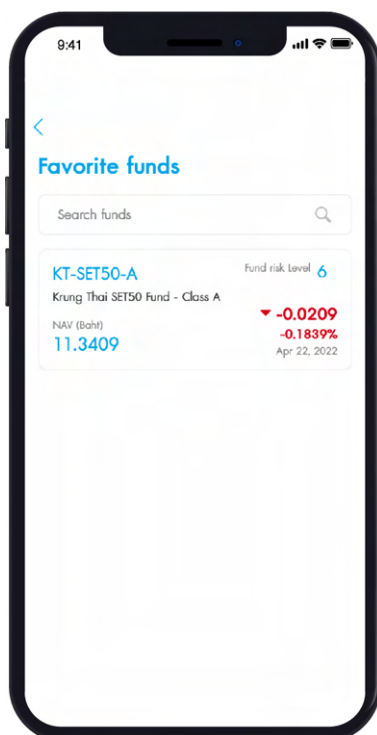 9:41
Favorite funds
Search funds
KT-SET50-A
Fund risk Level 6
Krung Thai SET50 Fund - Class A
-0.0209
NAV (Baht)
-0.1839%
11.3409
Apr 22, 2022